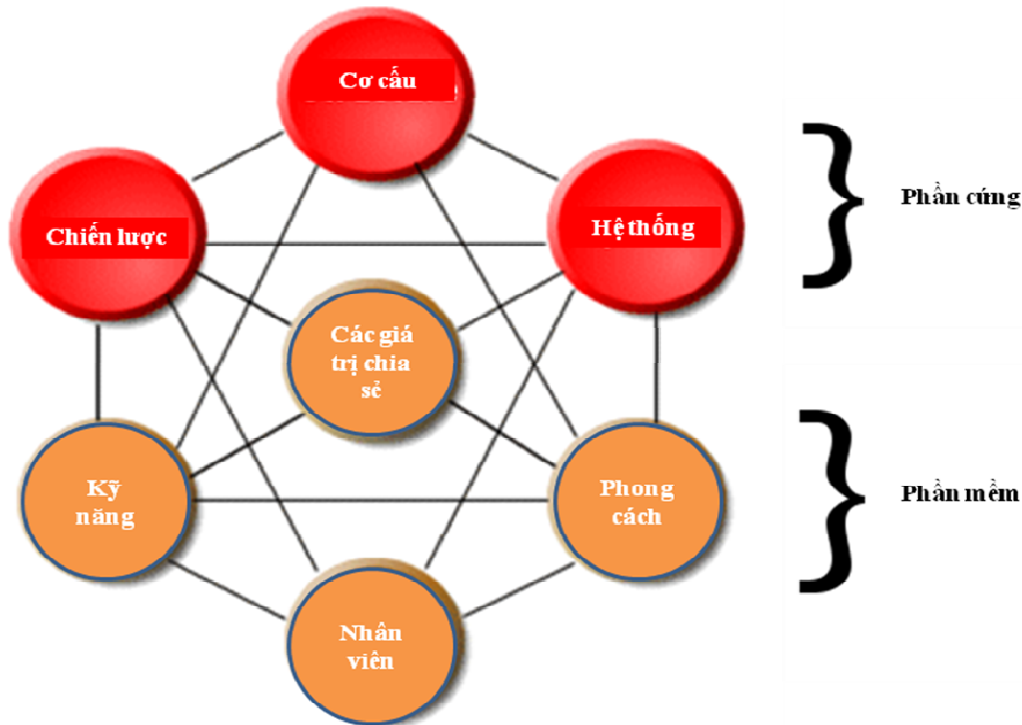 Cơ cấu
Chiến lược
Hệ thống
Phần cứng
Các giá
trị chia
sẻ
Kỹ
năng
Phong
cách
Phần mềm
Nhân
viên